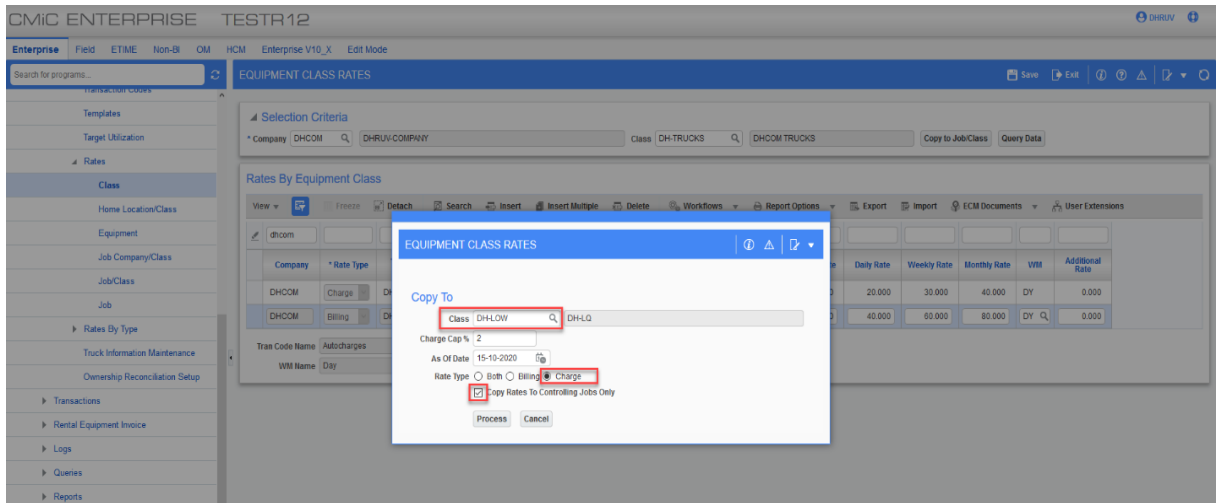 CMiC ENTERPRISE TESTR12
DHRUV
Enterprise Field ETIME Non-BI OM HCM Enterprise V10_X Edit Mode
Search for programs...
EQUIPMENT CLASS RATES
Save Exit
Transaction Codes
Templates
Target Utilization
Rates
Class
Home Location/Class
Equipment
Job Company/Class
Job/Class
Job
Rates By Type
Truck Information Maintenance
Ownership Reconciliation Setup
Transactions
Rental Equipment Invoice
Logs
Queries
Reports
Selection Criteria
* Company DHCOM DHRUV-COMPANY Class DH-TRUCKS DHCOM TRUCKS Copy to Job/Class Query Data
Rates By Equipment Class
View Freeze Detach Search Insert Insert Multiple Delete Workflows Report Options Export Import ECM Documents User Extensions
dhcom
Company * Rate Type Daily Rate Weekly Rate Monthly Rate WM Additional Rate
DHCOM Charge 20.000 30.000 40.000 DY 0.000
DHCOM Billing 40.000 60.000 80.000 DY 0.000
Tran Code Name Autocharges
WM Name Day
EQUIPMENT CLASS RATES
Copy To
Class DH-LOW DH-LQ
Charge Cap % 2
As Of Date 15-10-2020
Rate Type Both Billing Charge
Copy Rates To Controlling Jobs Only
Process Cancel